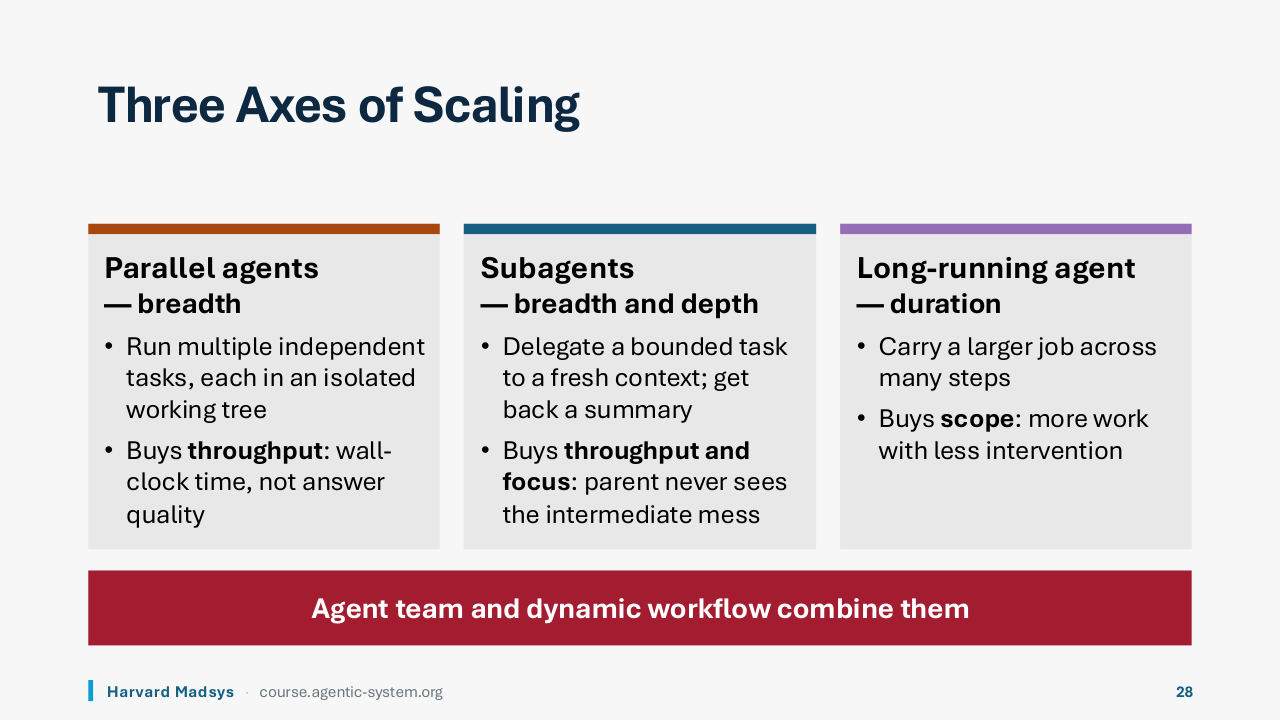 Three Axes of Scaling
Parallel agents
— breadth
• Run multiple independent
tasks, each in an isolated
working tree
• Buys throughput: wall-
clock time, not answer
quality
Subagents
— breadth and depth
• Delegate a bounded task
to a fresh context; get
back a summary
• Buys throughput and
focus: parent never sees
the intermediate mess
Long-running agent
— duration
• Carry a larger job across
many steps
• Buys scope: more work
with less intervention
Agent team and dynamic workflow combine them
Harvard Madsys · course.agentic-system.org
28